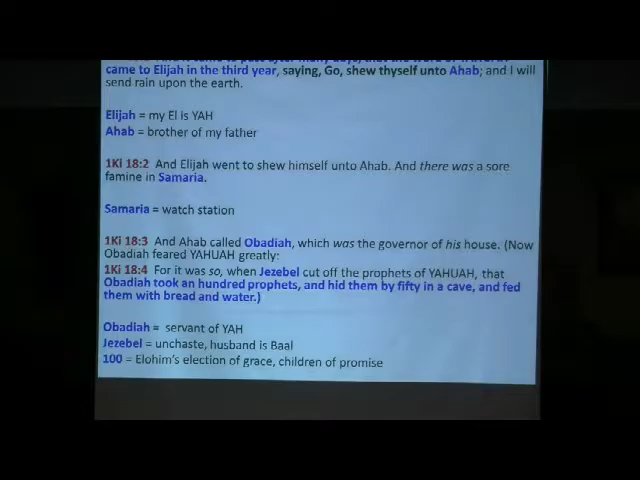 came to Elijah in the third year, saying, Go, shew thyself unto Ahab; and I will
send rain upon the earth.
Elijah = my El is YAH
Ahab = brother of my father
1Ki 18:2 And Elijah went to shew himself unto Ahab. And there was a sore
famine in Samaria.
Samaria = watch station
1Ki 18:3 And Ahab called Obadiah, which was the governor of his house. (Now
Obadiah feared YAHUAH greatly:
1Ki 18:4 For it was so, when Jezebel cut off the prophets of YAHUAH, that
Obadiah took an hundred prophets, and hid them by fifty in a cave, and fed
them with bread and water.)
Obadiah = servant of YAH
Jezebel = unchaste, husband is Baal
100 = Elohim's election of grace, children of promise